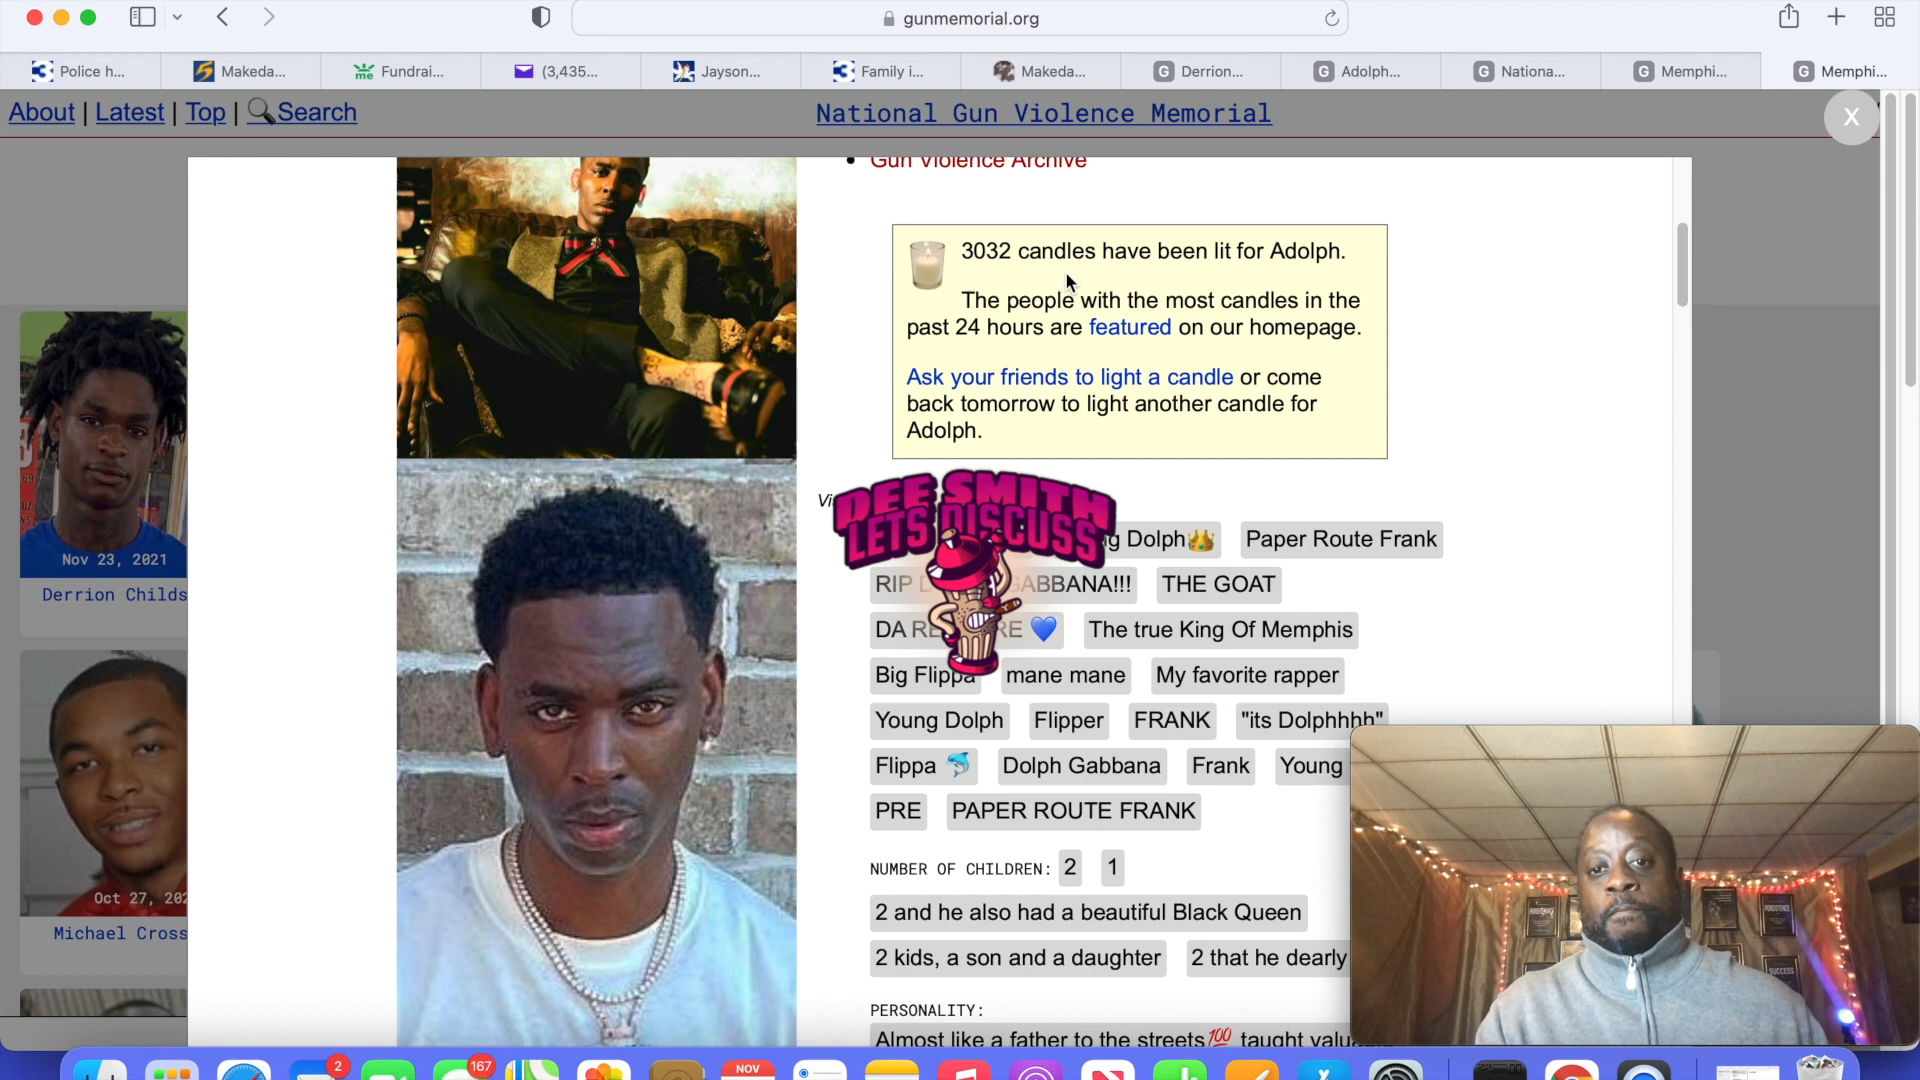 gunmemorial.org
Police h... Makeda... Fundrai... (3,435... Jayson... Family i... Makeda... Derrion... Adolph... Nationa... Memphi... Memphi...
About | Latest | Top | Search
National Gun Violence Memorial
X
Gun Violence Archive
3032 candles have been lit for Adolph.
The people with the most candles in the
past 24 hours are featured on our homepage.
Ask your friends to light a candle or come
back tomorrow to light another candle for
Adolph.
DEE SMITH
LETS DISCUSS
g Dolph👑 Paper Route Frank
RIP D GABBANA!!! THE GOAT
DA RE RE 💙 The true King Of Memphis
Big Flippa mane mane My favorite rapper
Young Dolph Flipper FRANK "its Dolphhhh"
Flippa 🐬 Dolph Gabbana Frank Young
PRE PAPER ROUTE FRANK
NUMBER OF CHILDREN: 2 1
2 and he also had a beautiful Black Queen
2 kids, a son and a daughter 2 that he dearly
PERSONALITY:
Almost like a father to the streets💯 taught valu
Nov 23, 2021
Derrion Childs
Oct 27, 202
Michael Cross
PERSISTENCE
SUCCESS
2
167
NOV